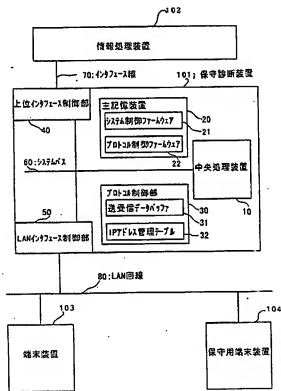 102
情報処理装置
70:インタフェース線
101:保守診断装置
上位インタフェース制御部
40
主記憶装置
20
システム制御ファームウェア
21
プロトコル制御ファームウェア
22
60:システムバス
中央処理装置
10
50
LANインタフェース制御部
プロトコル制御部
30
送受信データバッファ
31
IPアドレス管理テーブル
32
80:LAN回線
103
端末装置
104
保守用端末装置